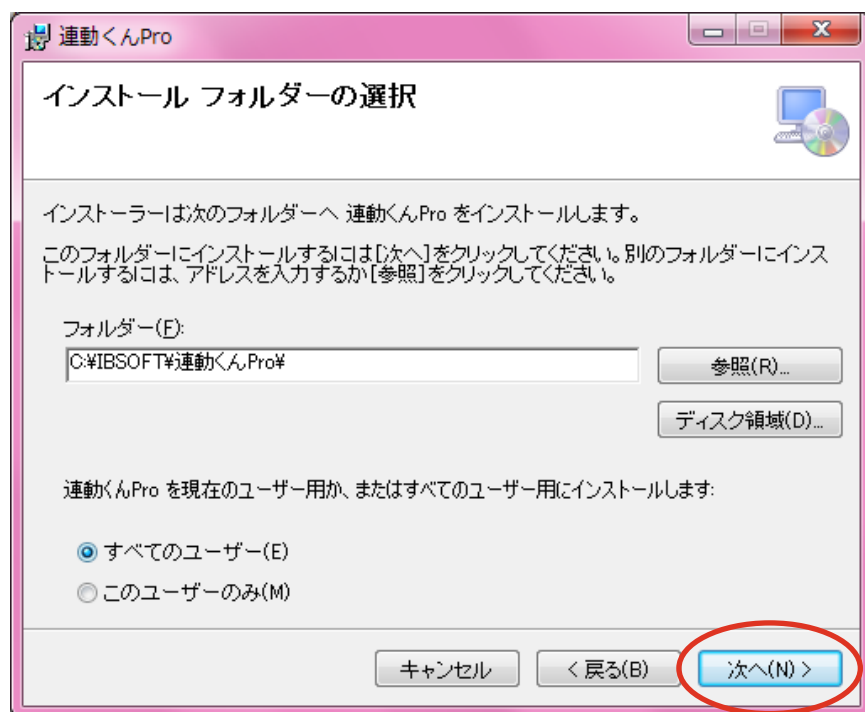 連動くんPro
インストール フォルダーの選択
インストーラーは次のフォルダーへ 連動くんPro をインストールします。
このフォルダーにインストールするには[次へ]をクリックしてください。別のフォルダーにインス
トールするには、アドレスを入力するか[参照]をクリックしてください。
フォルダー(F):
C:¥IBSOFT¥連動くんPro¥
参照(R)...
ディスク領域(D)...
連動くんPro を現在のユーザー用か、またはすべてのユーザー用にインストールします:
すべてのユーザー(E)
このユーザーのみ(M)
キャンセル
< 戻る(B)
次へ(N) >